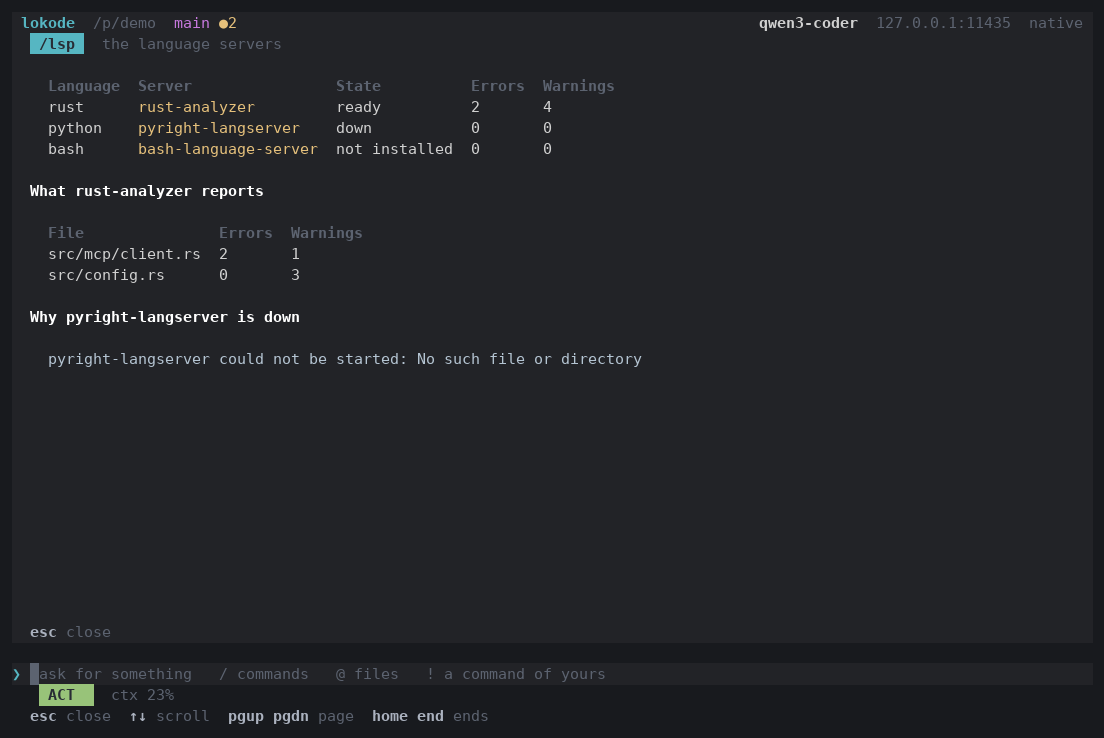 lokode /p/demo main ●2 qwen3-coder 127.0.0.1:11435 native
/lsp the language servers
Language Server State Errors Warnings
rust rust-analyzer ready 2 4
python pyright-langserver down 0 0
bash bash-language-server not installed 0 0
What rust-analyzer reports
File Errors Warnings
src/mcp/client.rs 2 1
src/config.rs 0 3
Why pyright-langserver is down
pyright-langserver could not be started: No such file or directory
esc close
❯ ask for something / commands @ files ! a command of yours
ACT ctx 23%
esc close ↑↓ scroll pgup pgdn page home end ends